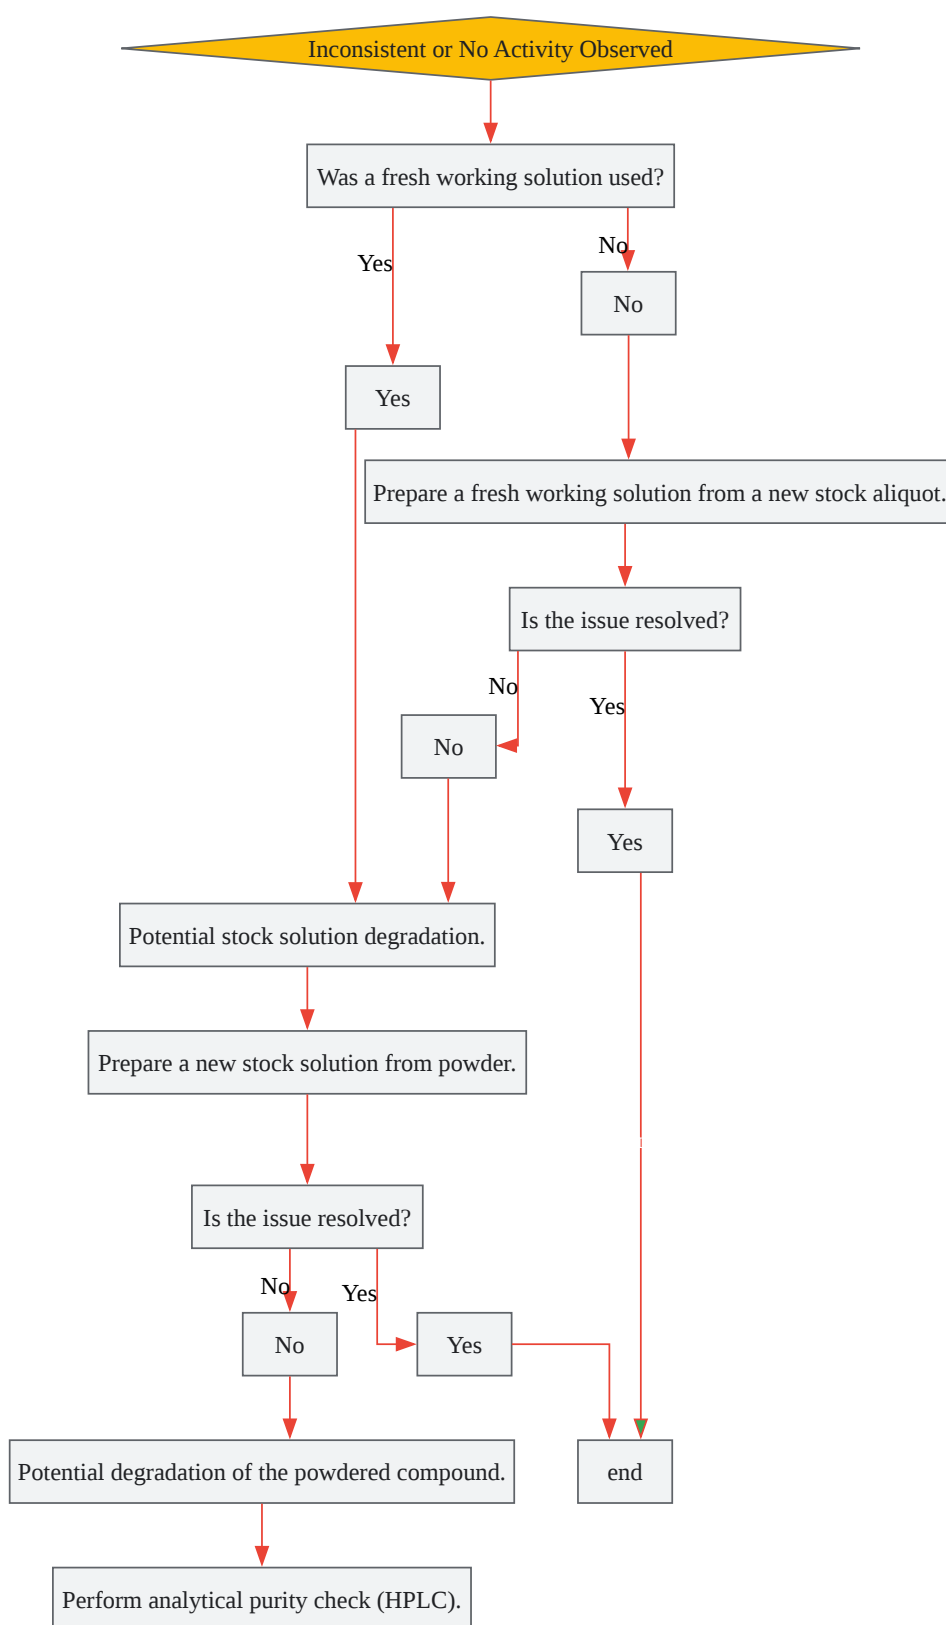 Inconsistent or No Activity Observed
Was a fresh working solution used?
No
Yes
No
Yes
Prepare a fresh working solution from a new stock aliquot.
Is the issue resolved?
No
Yes
No
Yes
Potential stock solution degradation.
Prepare a new stock solution from powder.
Is the issue resolved?
No
Yes
No
Yes
Potential degradation of the powdered compound.
end
Perform analytical purity check (HPLC).